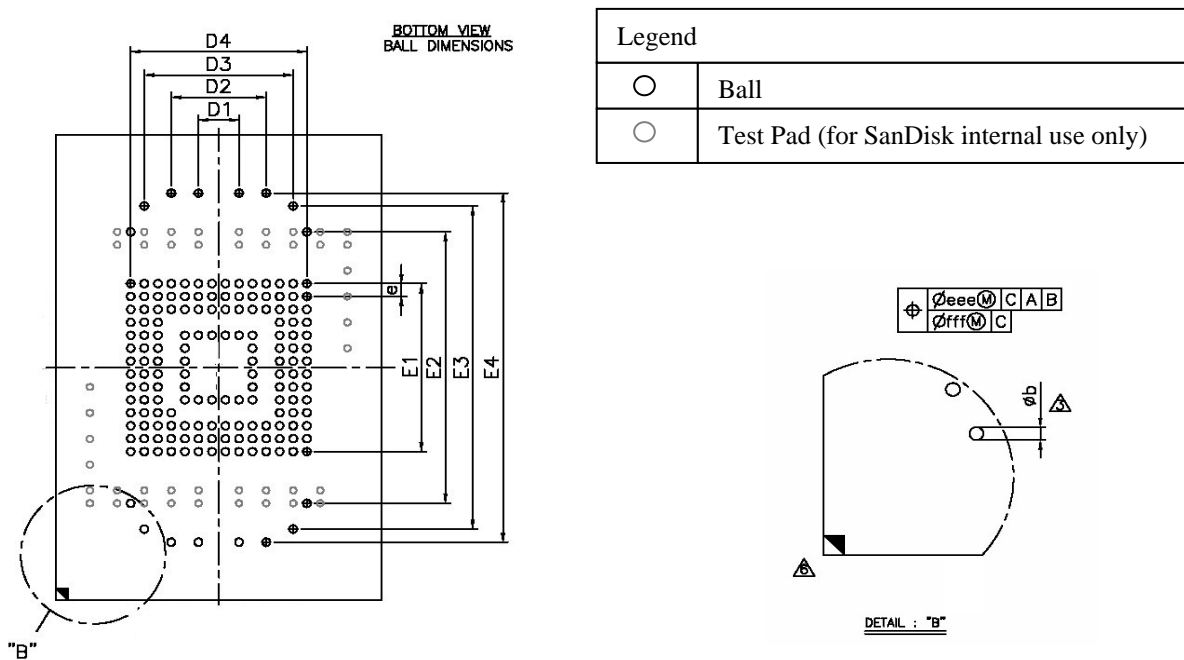 BOTTOM VIEW
BALL DIMENSIONS
D4
D3
D2
D1
e
E1
E2
E3
E4
"B"
Legend
Ball
Test Pad (for SanDisk internal use only)
Øeee Ⓜ C A B
Øfff Ⓜ C
øb
3
6
DETAIL : "B"